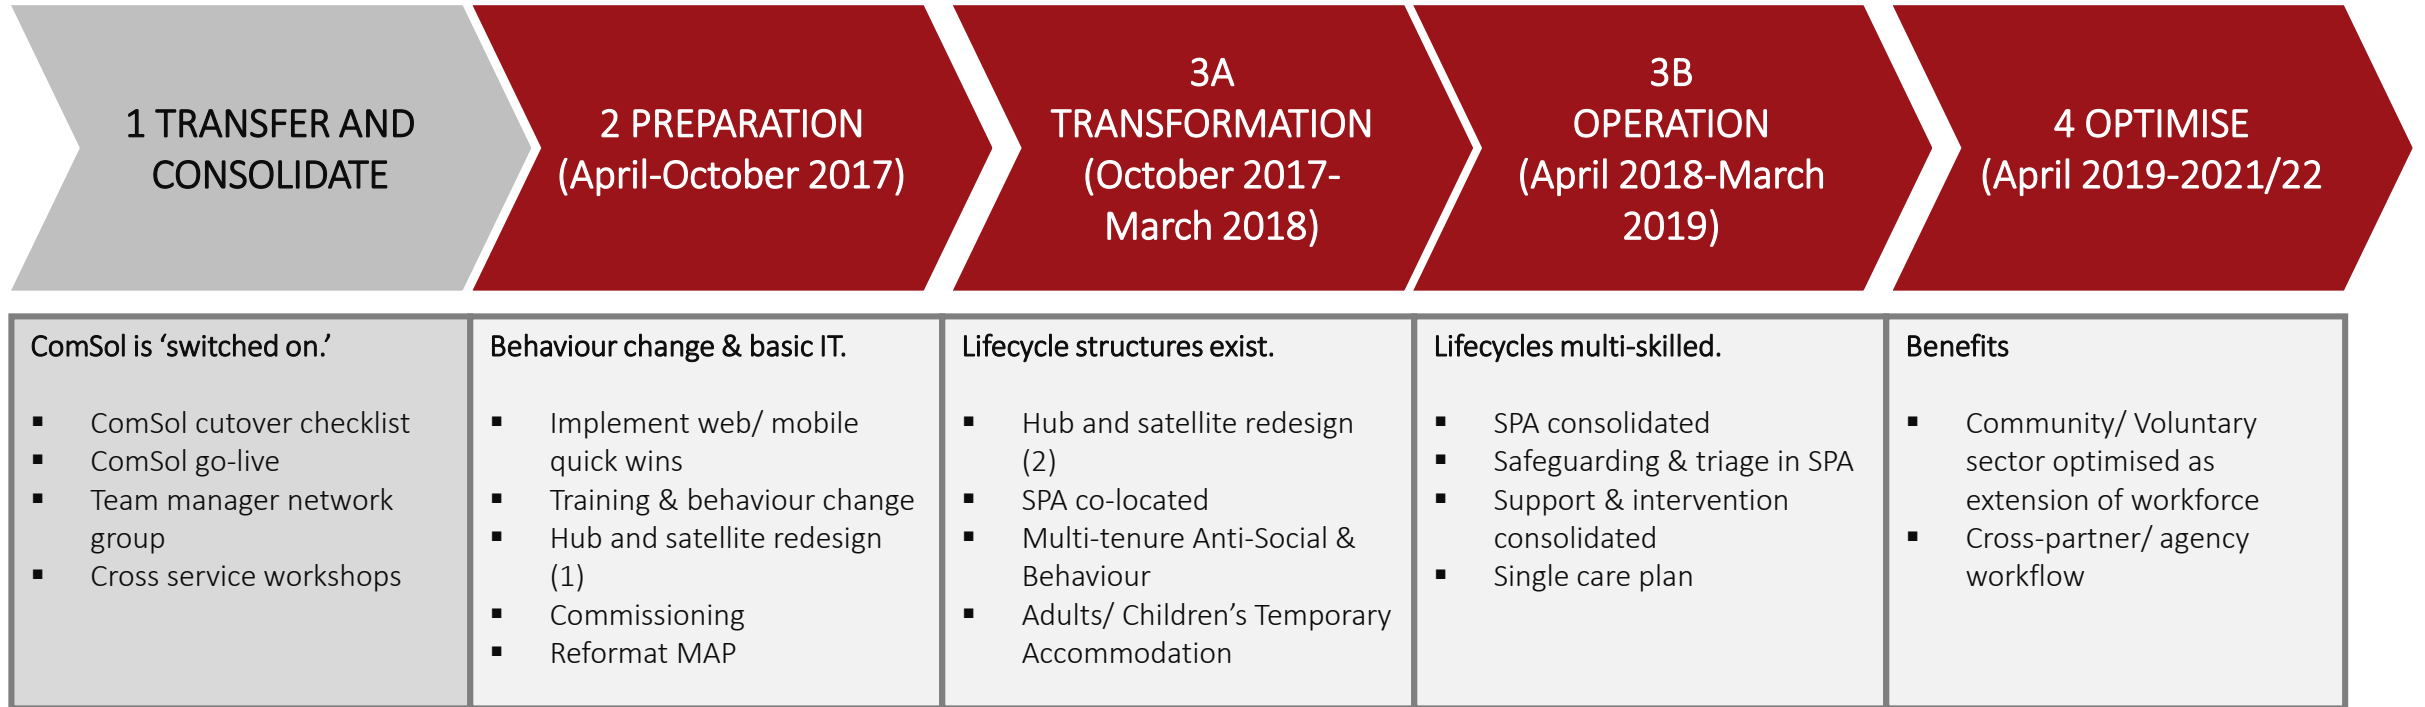 1 TRANSFER AND
CONSOLIDATE
2 PREPARATION
(April-October 2017)
3A
TRANSFORMATION
(October 2017-
March 2018)
3B
OPERATION
(April 2018-March
2019)
4 OPTIMISE
(April 2019-2021/22
ComSol is ‘switched on.’
▪ ComSol cutover checklist
▪ ComSol go-live
▪ Team manager network
group
▪ Cross service workshops
Behaviour change & basic IT.
▪ Implement web/ mobile
quick wins
▪ Training & behaviour change
▪ Hub and satellite redesign
(1)
▪ Commissioning
▪ Reformat MAP
Lifecycle structures exist.
▪ Hub and satellite redesign
(2)
▪ SPA co-located
▪ Multi-tenure Anti-Social &
Behaviour
▪ Adults/ Children’s Temporary
Accommodation
Lifecycles multi-skilled.
▪ SPA consolidated
▪ Safeguarding & triage in SPA
▪ Support & intervention
consolidated
▪ Single care plan
Benefits
▪ Community/ Voluntary
sector optimised as
extension of workforce
▪ Cross-partner/ agency
workflow